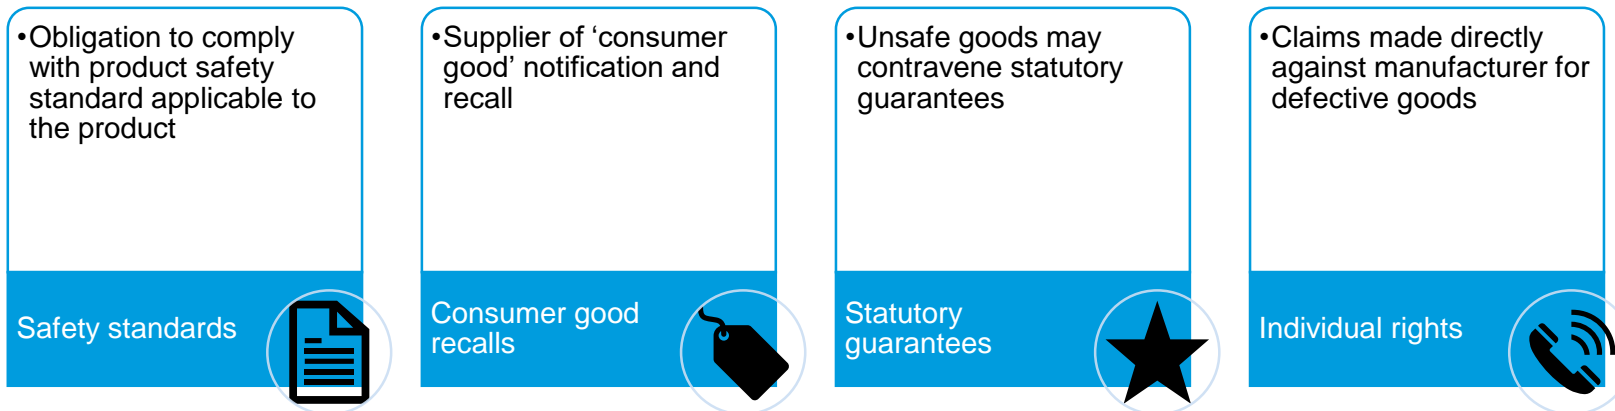 •Obligation to comply
with product safety
standard applicable to
the product
Safety standards
•Supplier of ‘consumer
good’ notification and
recall
Consumer good
recalls
•Unsafe goods may
contravene statutory
guarantees
Statutory
guarantees
•Claims made directly
against manufacturer for
defective goods
Individual rights